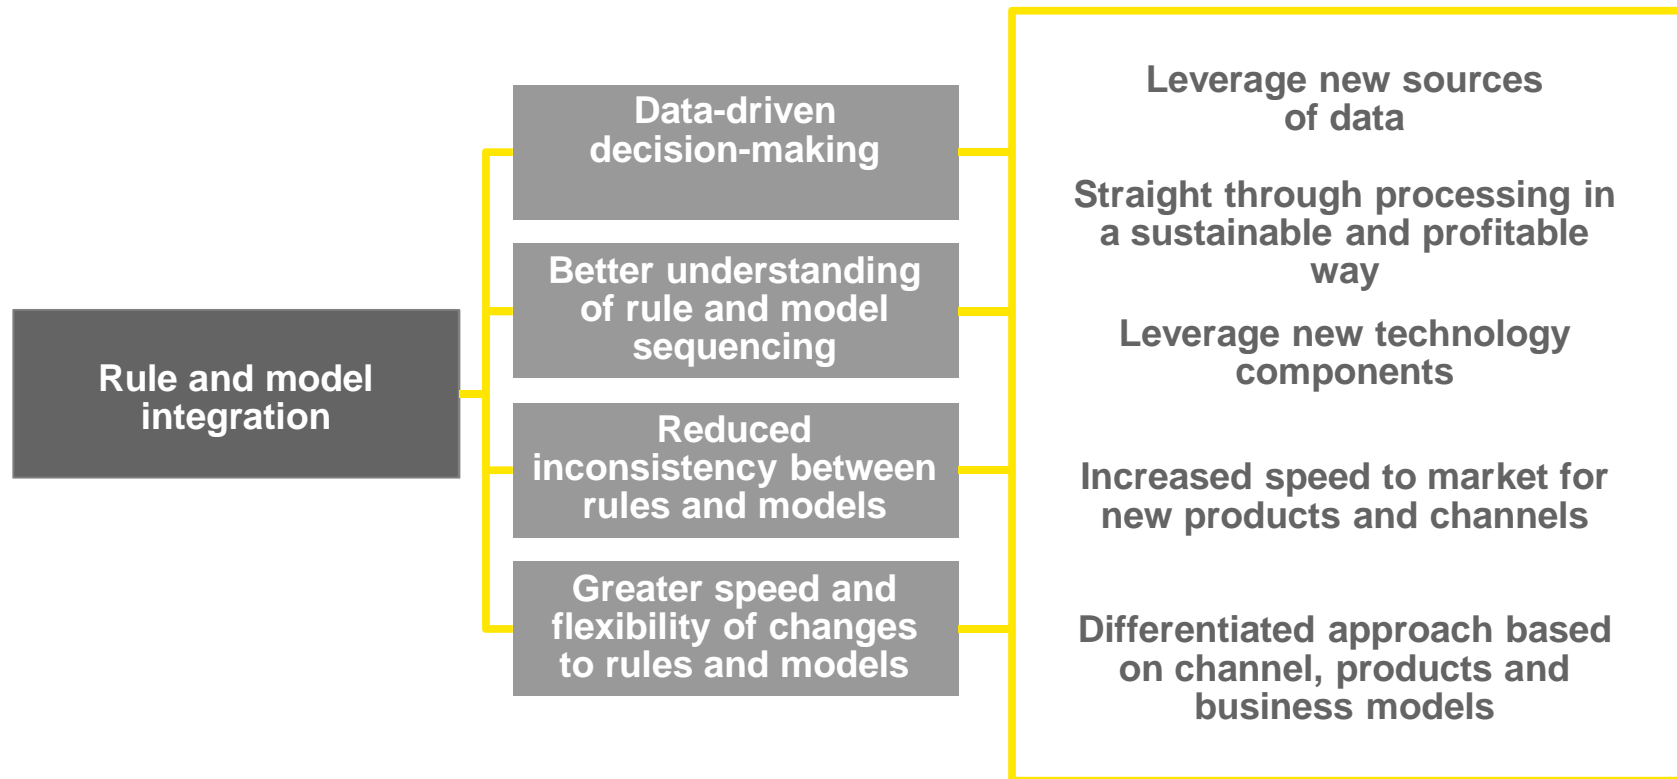 Rule and model
integration
Data-driven
decision-making
Better understanding
of rule and model
sequencing
Reduced
inconsistency between
rules and models
Greater speed and
flexibility of changes
to rules and models
Leverage new sources
of data
Straight through processing in
a sustainable and profitable
way
Leverage new technology
components
Increased speed to market for
new products and channels
Differentiated approach based
on channel, products and
business models